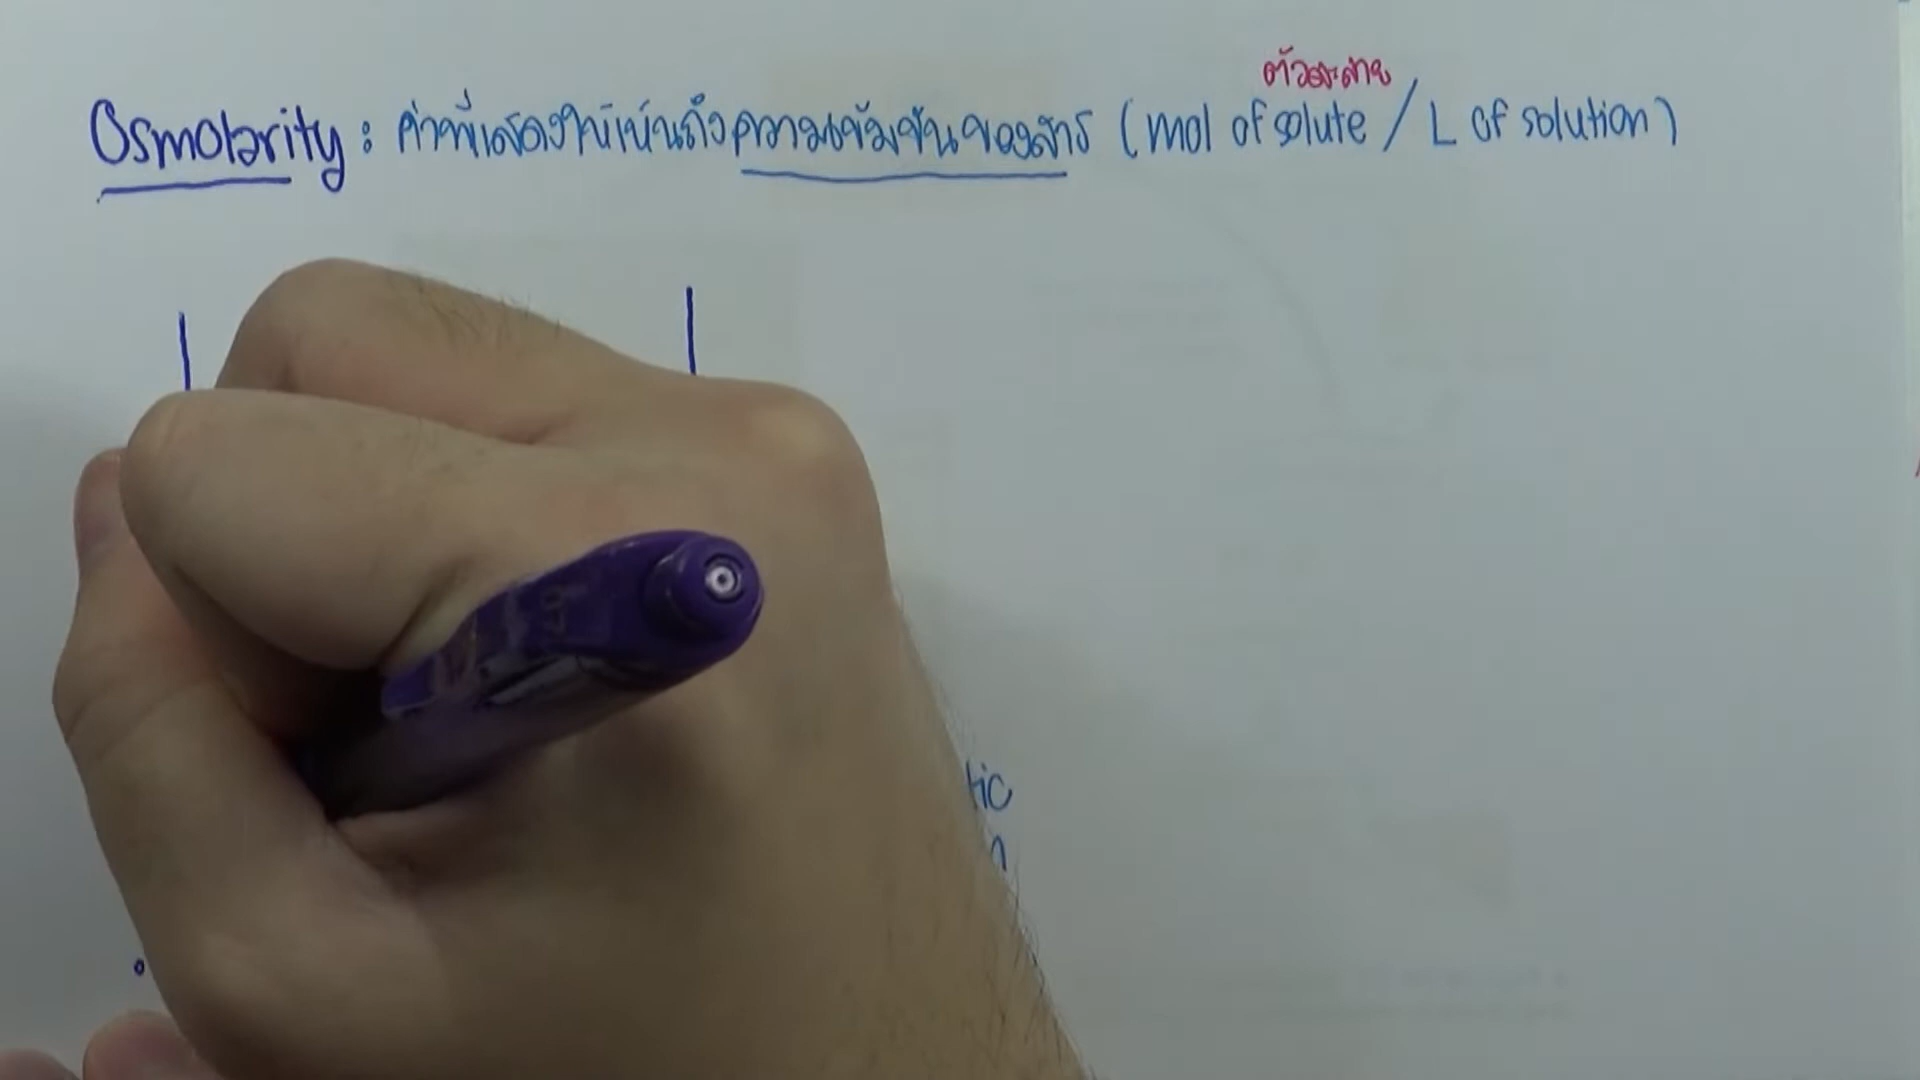 ตัวละลาย
Osmolarity : ค่าที่แสดงให้เห็นถึงความเข้มข้นของสาร (mol of solute / L of solution)
tic